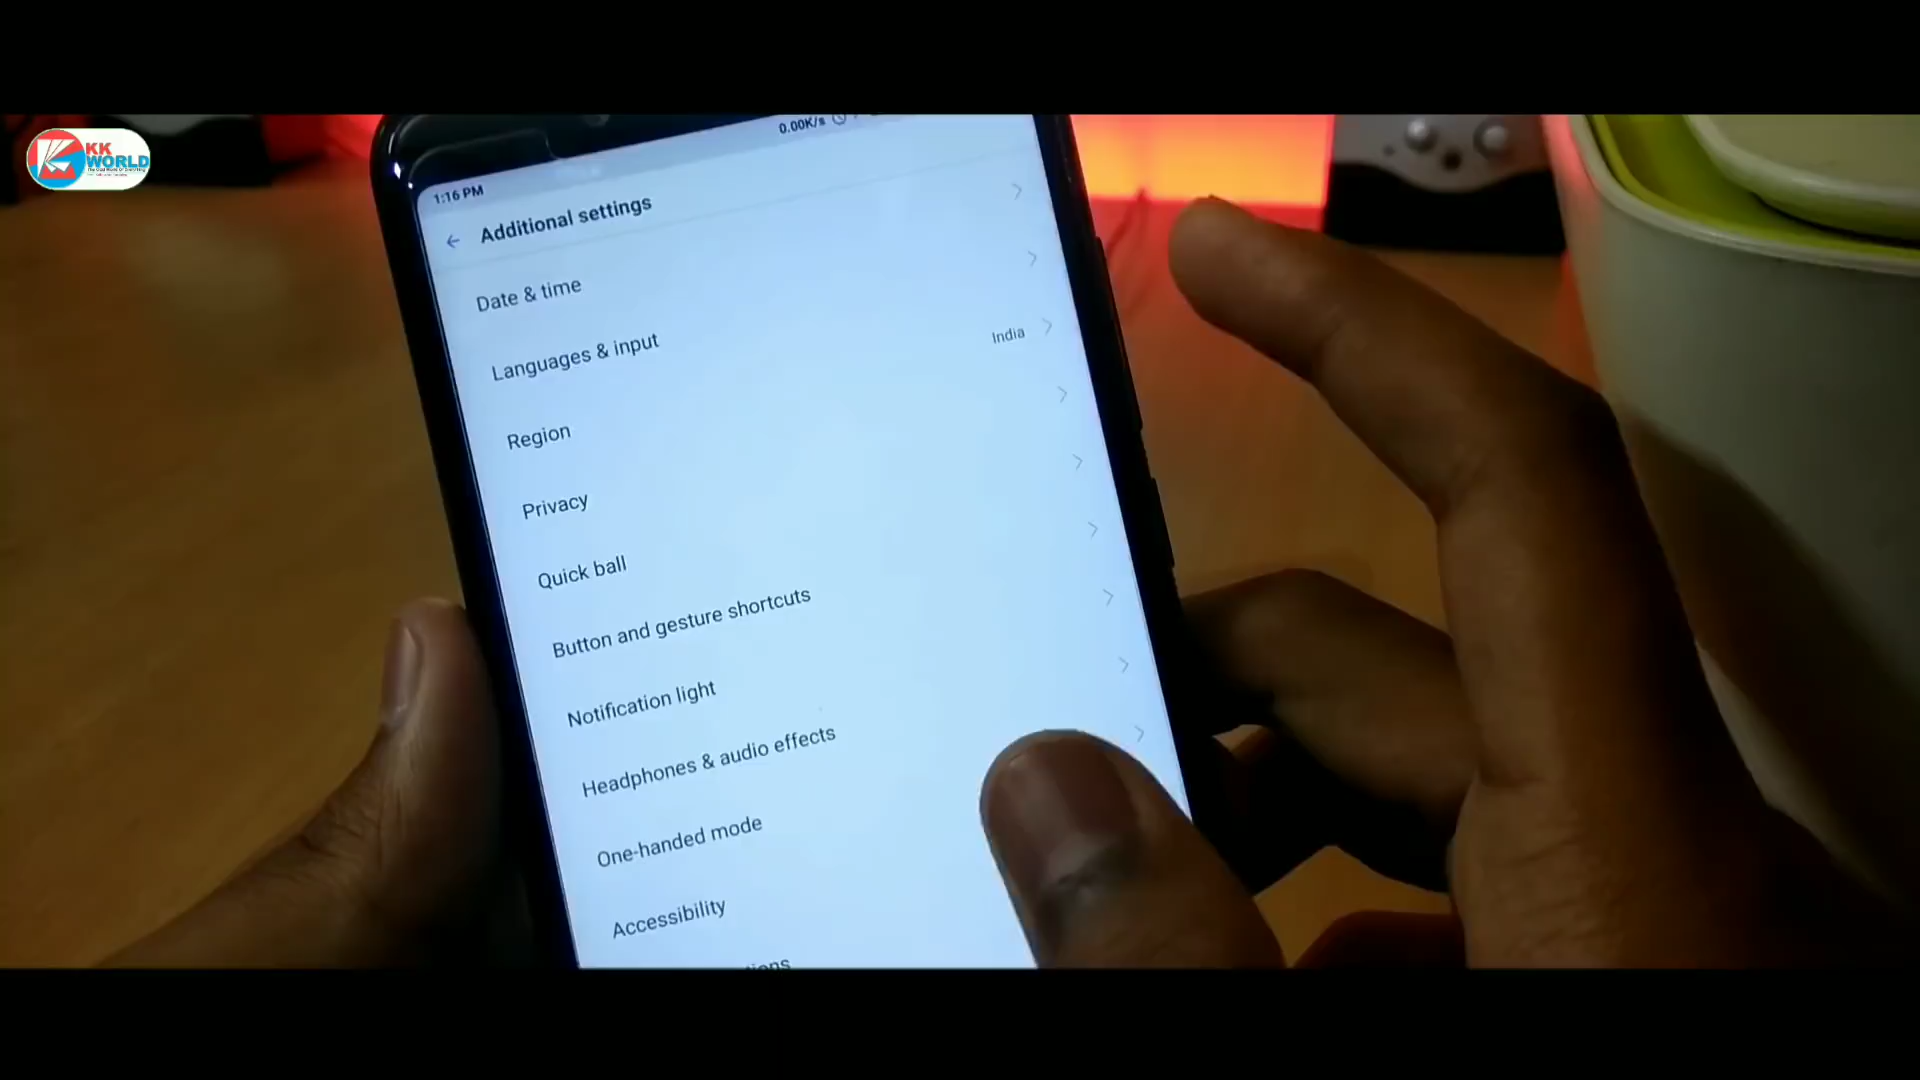 KK
WORLD
1:16 PM
0.00K/s
Additional settings
Date & time
Languages & input
India
Region
Privacy
Quick ball
Button and gesture shortcuts
Notification light
Headphones & audio effects
One-handed mode
Accessibility